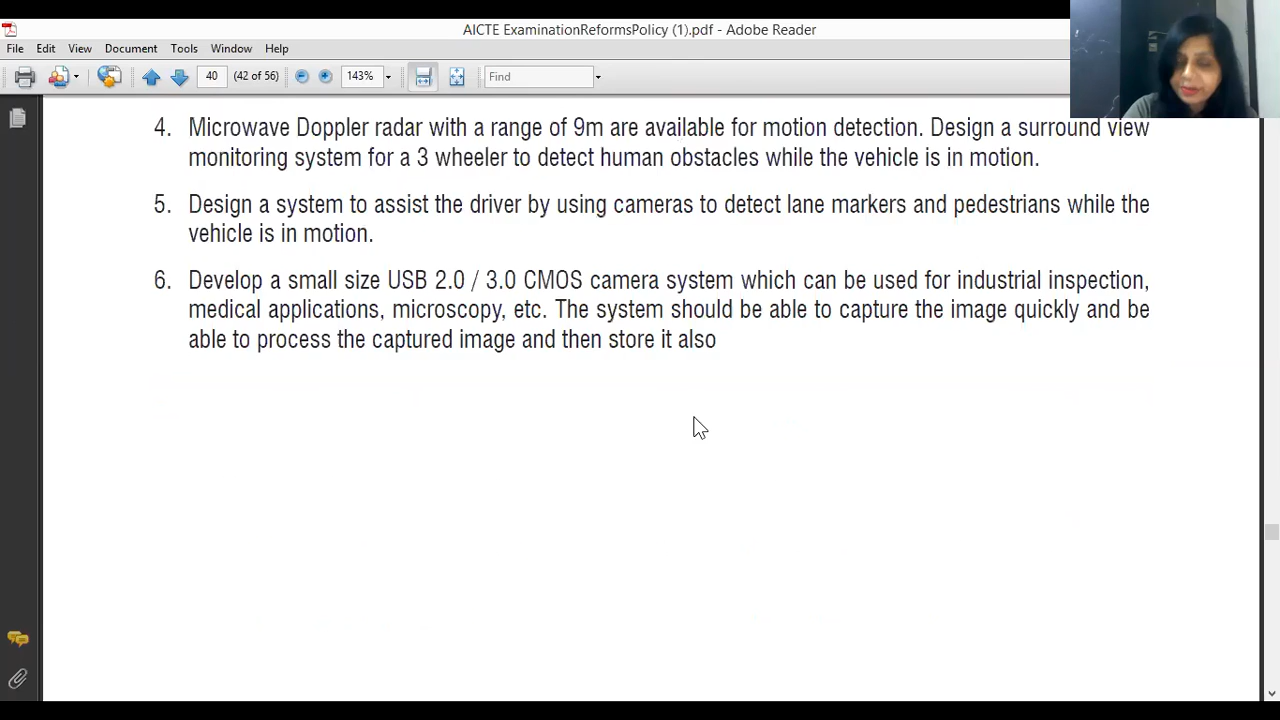 AICTE ExaminationReformsPolicy (1).pdf - Adobe Reader
File Edit View Document Tools Window Help
40 (42 of 56) 143% Find
4. Microwave Doppler radar with a range of 9m are available for motion detection. Design a surround view
monitoring system for a 3 wheeler to detect human obstacles while the vehicle is in motion.
5. Design a system to assist the driver by using cameras to detect lane markers and pedestrians while the
vehicle is in motion.
6. Develop a small size USB 2.0 / 3.0 CMOS camera system which can be used for industrial inspection,
medical applications, microscopy, etc. The system should be able to capture the image quickly and be
able to process the captured image and then store it also